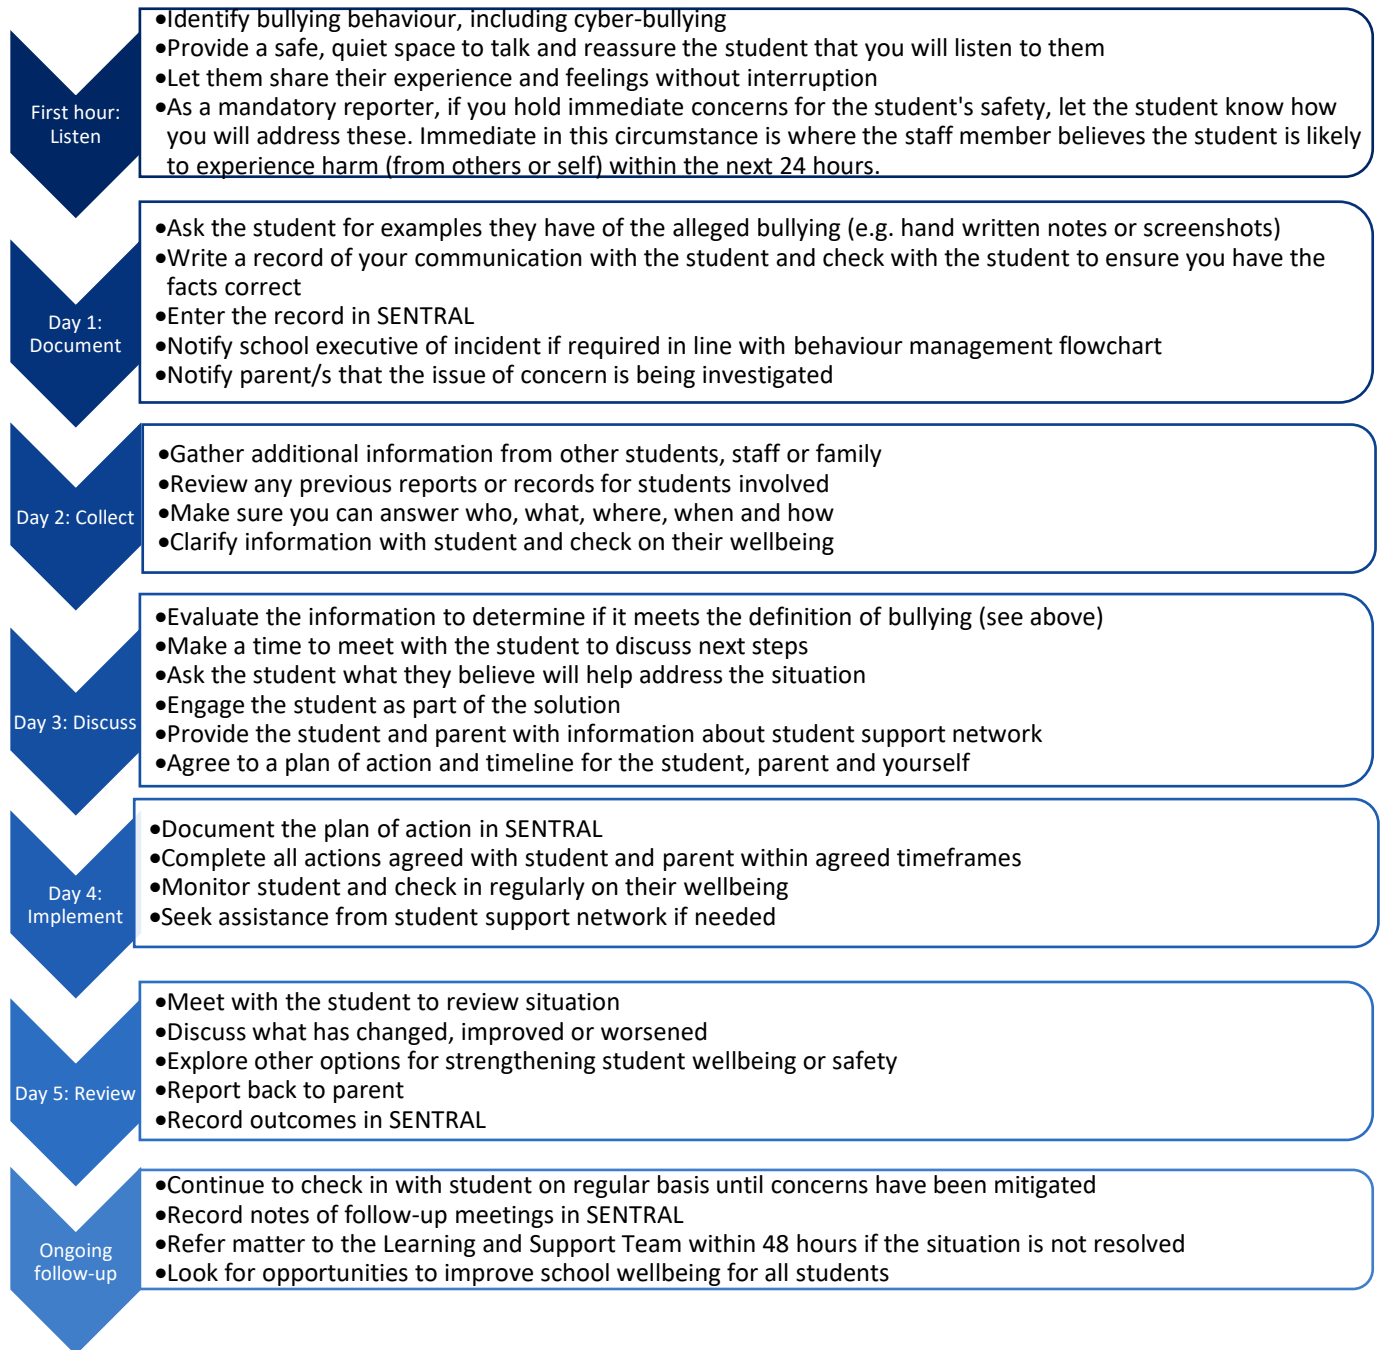 First hour:
Listen
•Identify bullying behaviour, including cyber-bullying
•Provide a safe, quiet space to talk and reassure the student that you will listen to them
•Let them share their experience and feelings without interruption
•As a mandatory reporter, if you hold immediate concerns for the student's safety, let the student know how
you will address these. Immediate in this circumstance is where the staff member believes the student is likely
to experience harm (from others or self) within the next 24 hours.
Day 1:
Document
•Ask the student for examples they have of the alleged bullying (e.g. hand written notes or screenshots)
•Write a record of your communication with the student and check with the student to ensure you have the
facts correct
•Enter the record in SENTRAL
•Notify school executive of incident if required in line with behaviour management flowchart
•Notify parent/s that the issue of concern is being investigated
Day 2: Collect
•Gather additional information from other students, staff or family
•Review any previous reports or records for students involved
•Make sure you can answer who, what, where, when and how
•Clarify information with student and check on their wellbeing
Day 3: Discuss
•Evaluate the information to determine if it meets the definition of bullying (see above)
•Make a time to meet with the student to discuss next steps
•Ask the student what they believe will help address the situation
•Engage the student as part of the solution
•Provide the student and parent with information about student support network
•Agree to a plan of action and timeline for the student, parent and yourself
Day 4:
Implement
•Document the plan of action in SENTRAL
•Complete all actions agreed with student and parent within agreed timeframes
•Monitor student and check in regularly on their wellbeing
•Seek assistance from student support network if needed
Day 5: Review
•Meet with the student to review situation
•Discuss what has changed, improved or worsened
•Explore other options for strengthening student wellbeing or safety
•Report back to parent
•Record outcomes in SENTRAL
Ongoing
follow-up
•Continue to check in with student on regular basis until concerns have been mitigated
•Record notes of follow-up meetings in SENTRAL
•Refer matter to the Learning and Support Team within 48 hours if the situation is not resolved
•Look for opportunities to improve school wellbeing for all students